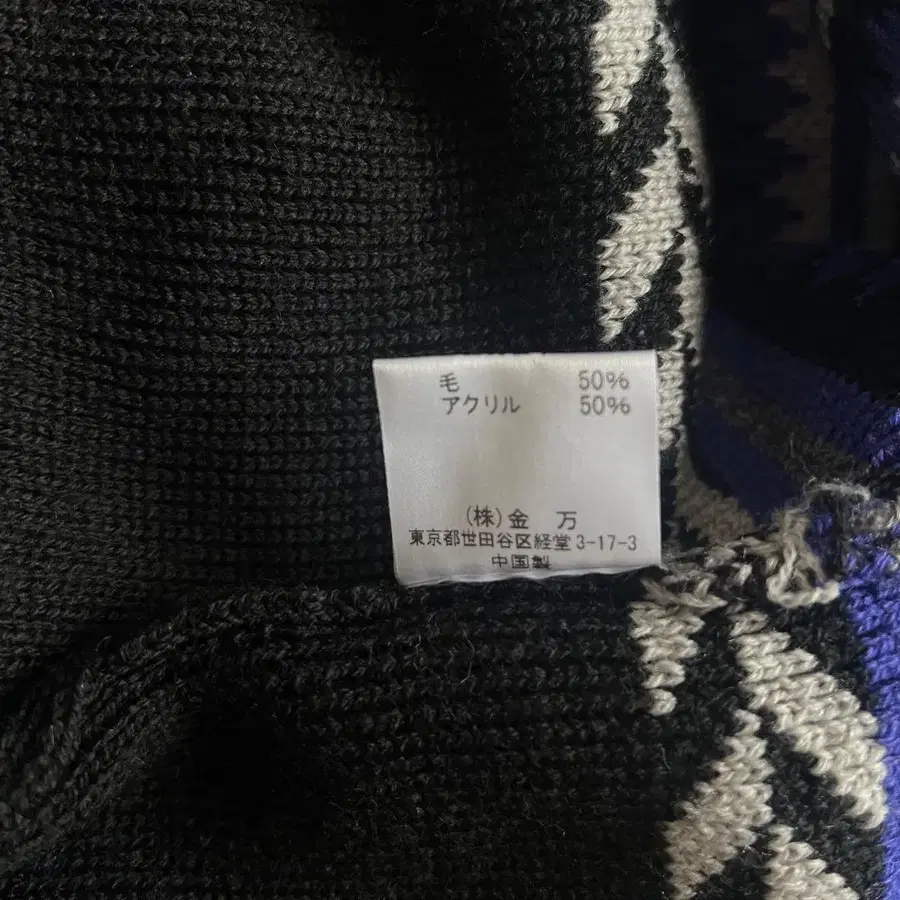 毛 50%
アクリル 50%
(株)金 万
東京都世田谷区経堂3-17-3
中国製